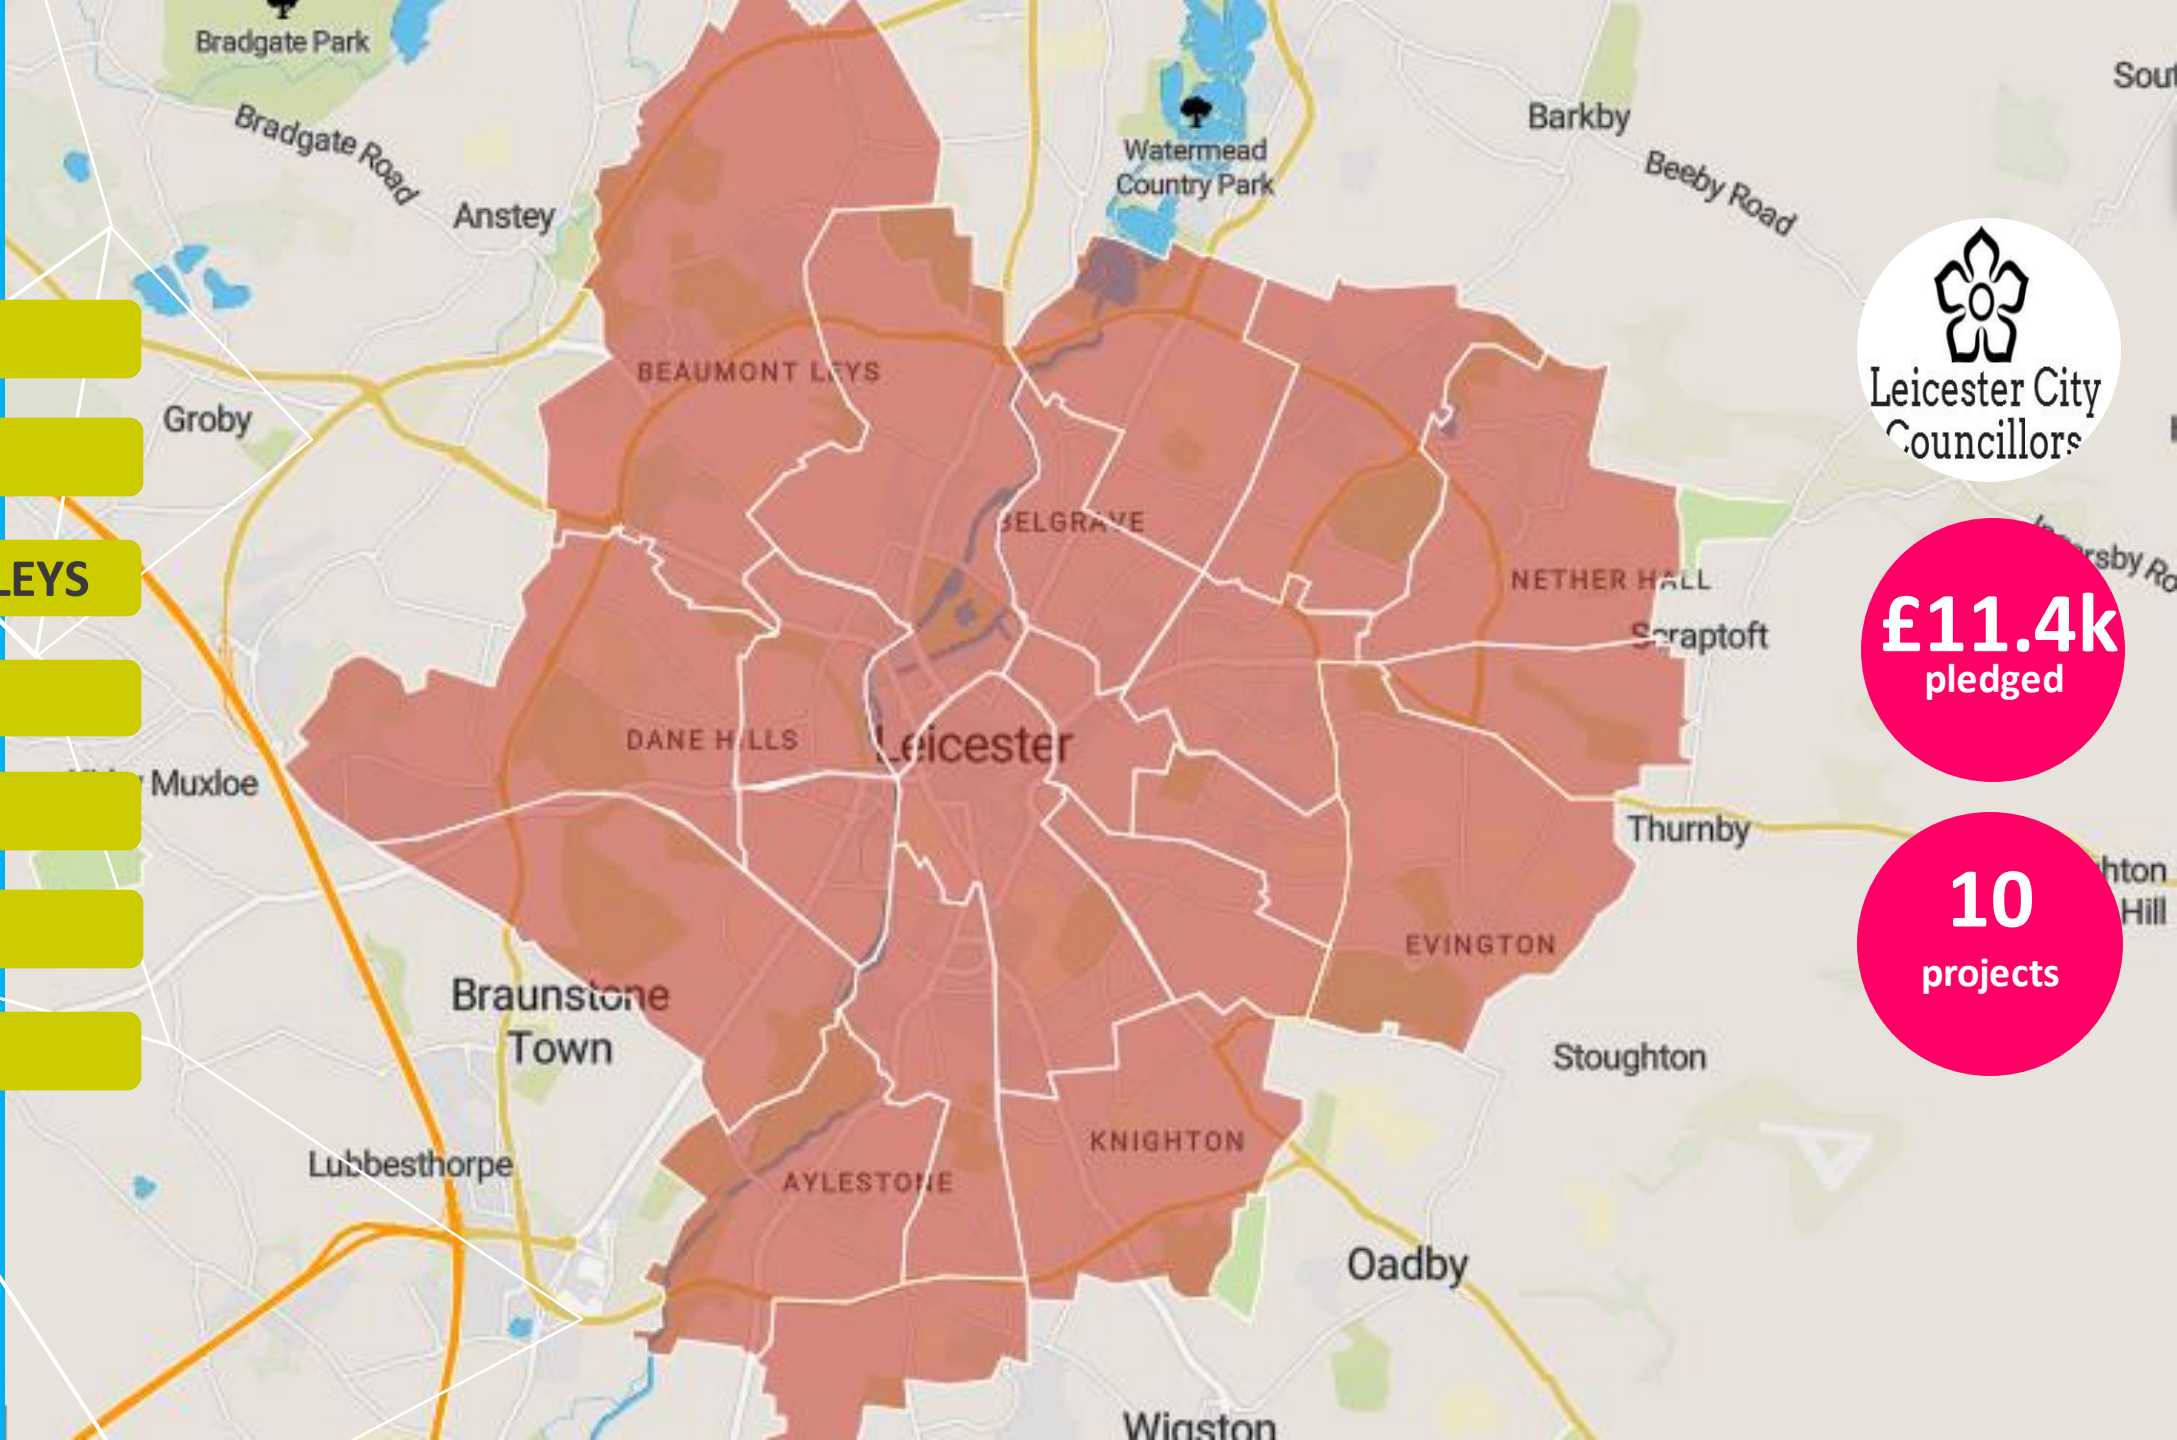 Bradgate Park
Bradgate Road
Anstey
Watermead
Country Park
Barkby
Beeby Road
Groby
BEAUMONT LEYS
Leicester City
Councillors
BELGRAVE
LEYS
NETHER HALL
Scraptoft
£11.4k
pledged
DANE HILLS
Leicester
Muxloe
Thurnby
10
projects
Hill
EVINGTON
Braunstone
Town
Stoughton
KNIGHTON
Lubbesthorpe
AYLESTONE
Oadby
Wigston